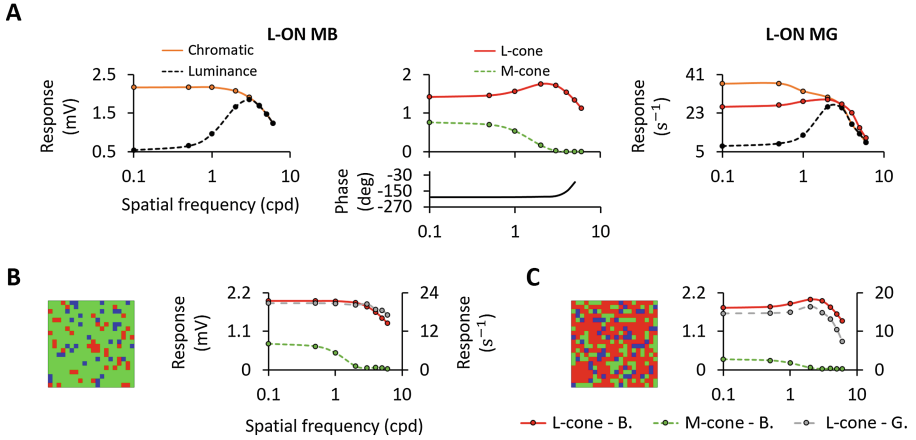 A
L-ON MB
L-ON MG
Chromatic
Luminance
L-cone
M-cone
Response
(mV)
2.5
1.5
0.5
0.1 1 10
Spatial frequency (cpd)
2
1
0
Phase
(deg)
-30
-150
-270
0.1 1 10
Response
(s⁻¹)
41
23
5
0.1 1 10
B
Response
(mV)
2.2
1.1
0
24
12
0
Response
(s⁻¹)
0.1 1 10
Spatial frequency (cpd)
C
2.2
1.1
0
20
10
0
0.1 1 10
L-cone - B. M-cone - B. L-cone - G.